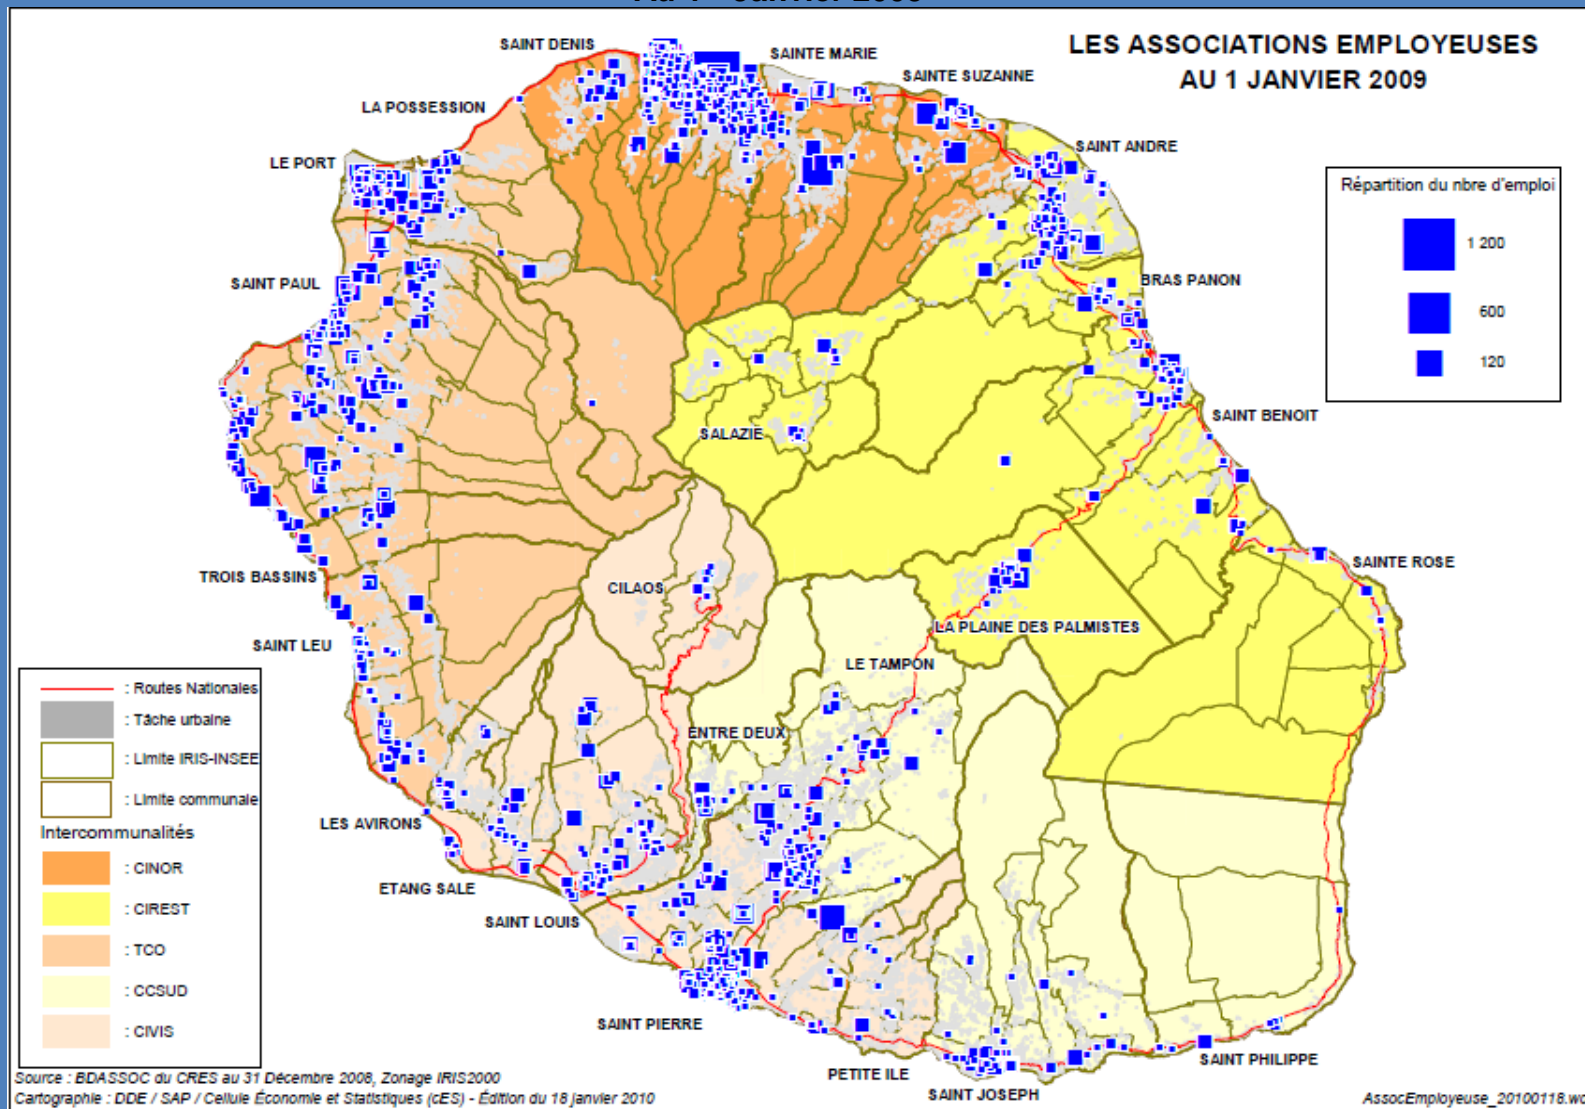 LES ASSOCIATIONS EMPLOYEUSES
AU 1 JANVIER 2009
SAINT DENIS
SAINTE MARIE
SAINTE SUZANNE
LA POSSESSION
LE PORT
SAINT ANDRE
SAINT PAUL
BRAS PANON
SALAZIE
SAINT BENOIT
TROIS BASSINS
CILAOS
SAINTE ROSE
LA PLAINE DES PALMISTES
SAINT LEU
LE TAMPON
ENTRE DEUX
LES AVIRONS
ETANG SALE
SAINT LOUIS
SAINT PIERRE
PETITE ILE
SAINT JOSEPH
SAINT PHILIPPE
Répartition du nbre d'emploi
1 200
600
120
: Routes Nationales
: Tâche urbaine
: Limite IRIS-INSEE
: Limite communale
Intercommunalités
: CINOR
: CIREST
: TCO
: CCSUD
: CIVIS
Source : BDASSOC du CRES au 31 Décembre 2008, Zonage IRIS2000
Cartographie : DDE / SAP / Cellule Économie et Statistiques (cES) - Édition du 18 janvier 2010
AssocEmployeuse_20100118.wo